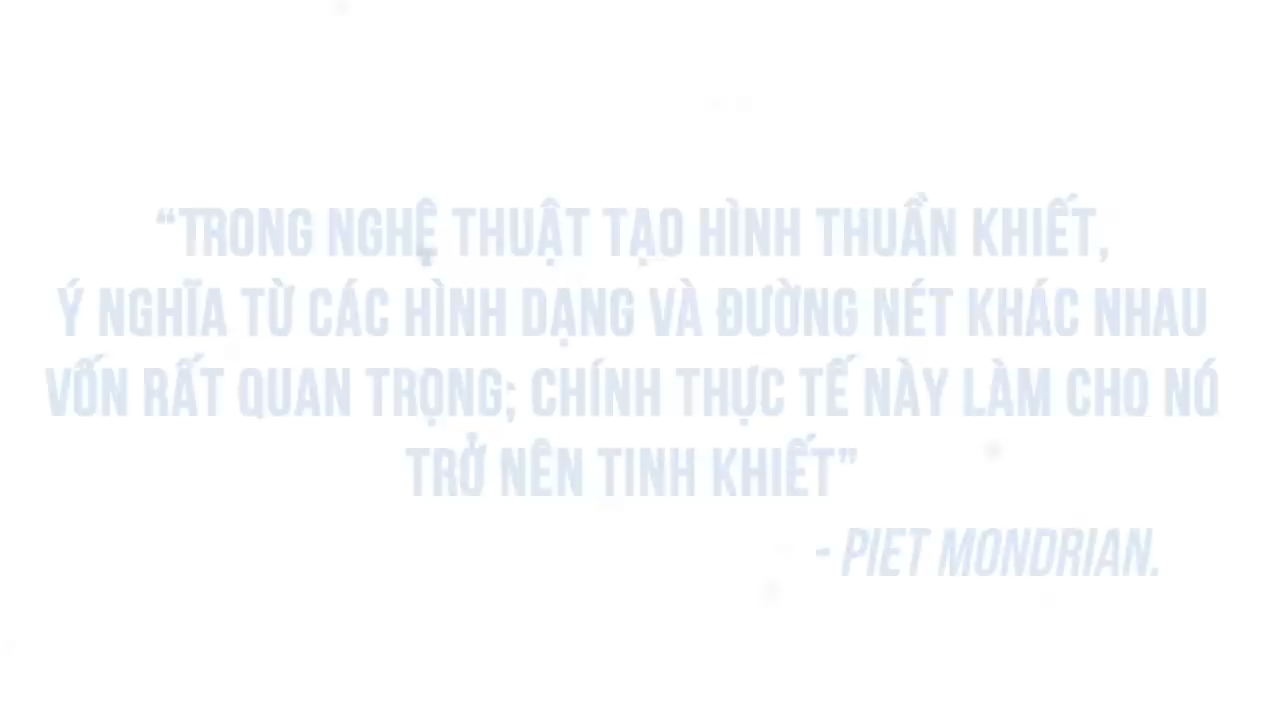 “TRONG NGHỆ THUẬT TẠO HÌNH THUẦN KHIẾT,
Ý NGHĨA TỪ CÁC HÌNH DẠNG VÀ ĐƯỜNG NÉT KHÁC NHAU
VỐN RẤT QUAN TRỌNG; CHÍNH THỰC TẾ NÀY LÀM CHO NÓ
TRỞ NÊN TINH KHIẾT”
- PIET MONDRIAN.